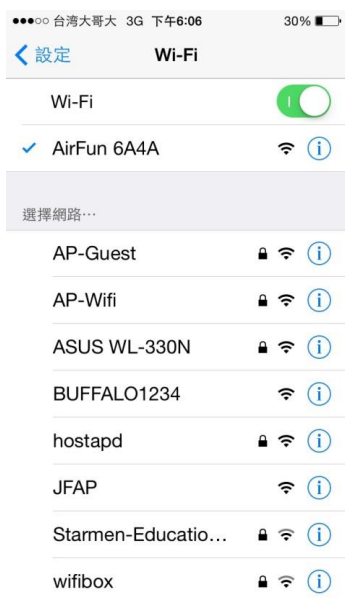 台湾大哥大 3G 下午6:06 30%
設定 Wi-Fi
Wi-Fi
AirFun 6A4A
選擇網路…
AP-Guest
AP-Wifi
ASUS WL-330N
BUFFALO1234
hostapd
JFAP
Starmen-Educatio...
wifibox